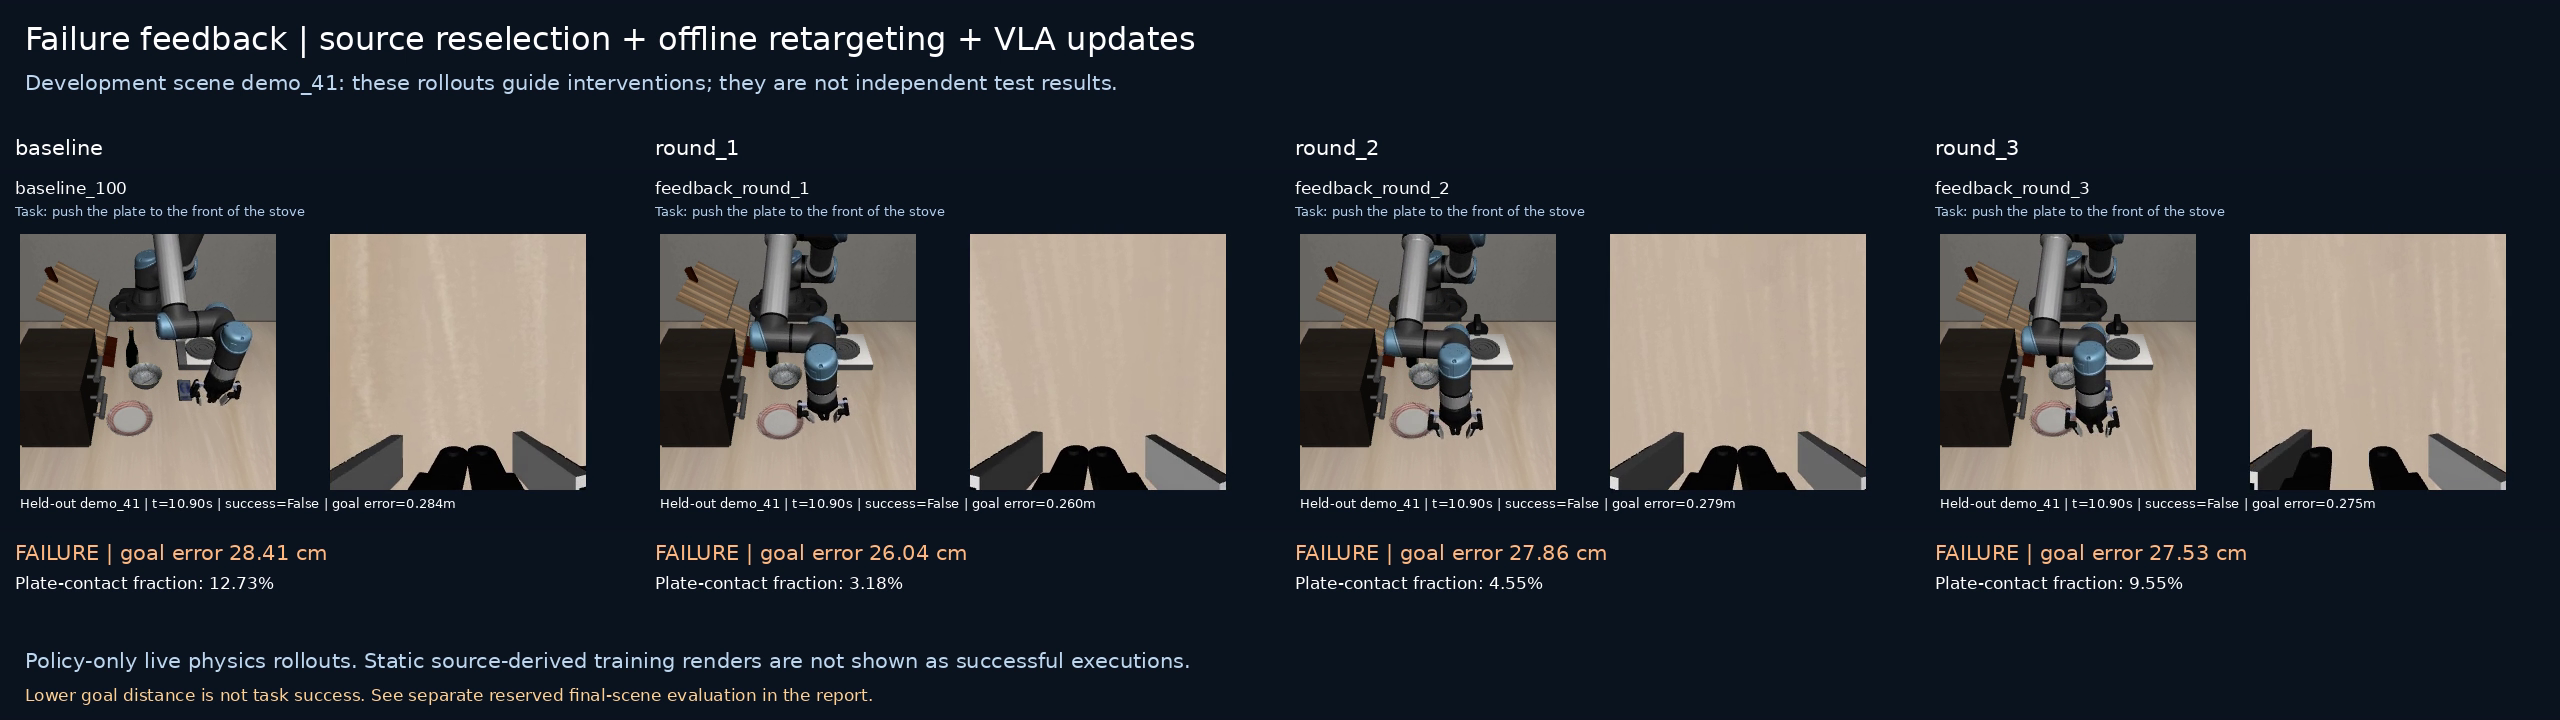 Failure feedback | source reselection + offline retargeting + VLA updates
Development scene demo_41: these rollouts guide interventions; they are not independent test results.
baseline
baseline_100
Task: push the plate to the front of the stove
Held-out demo_41 | t=10.90s | success=False | goal error=0.284m
FAILURE | goal error 28.41 cm
Plate-contact fraction: 12.73%
round_1
feedback_round_1
Task: push the plate to the front of the stove
Held-out demo_41 | t=10.90s | success=False | goal error=0.260m
FAILURE | goal error 26.04 cm
Plate-contact fraction: 3.18%
round_2
feedback_round_2
Task: push the plate to the front of the stove
Held-out demo_41 | t=10.90s | success=False | goal error=0.279m
FAILURE | goal error 27.86 cm
Plate-contact fraction: 4.55%
round_3
feedback_round_3
Task: push the plate to the front of the stove
Held-out demo_41 | t=10.90s | success=False | goal error=0.275m
FAILURE | goal error 27.53 cm
Plate-contact fraction: 9.55%
Policy-only live physics rollouts. Static source-derived training renders are not shown as successful executions.
Lower goal distance is not task success. See separate reserved final-scene evaluation in the report.